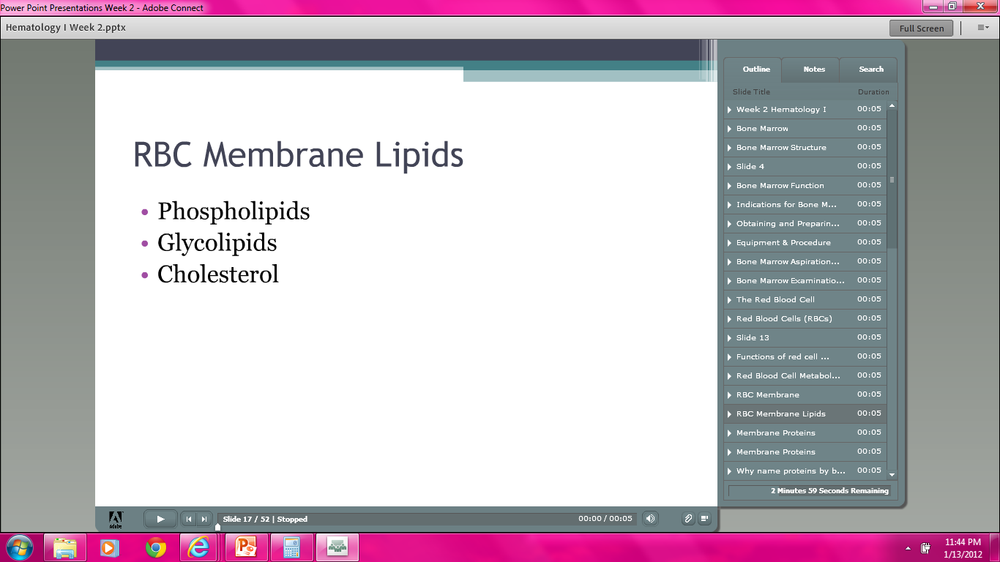 Power Point Presentations Week 2 - Adobe Connect
Hematology I Week 2.pptx
Full Screen
RBC Membrane Lipids
• Phospholipids
• Glycolipids
• Cholesterol
Outline Notes Search
Slide Title Duration
Week 2 Hematology I 00:05
Bone Marrow 00:05
Bone Marrow Structure 00:05
Slide 4 00:05
Bone Marrow Function 00:05
Indications for Bone M... 00:05
Obtaining and Preparin... 00:05
Equipment & Procedure 00:05
Bone Marrow Aspiration... 00:05
Bone Marrow Examinatio... 00:05
The Red Blood Cell 00:05
Red Blood Cells (RBCs) 00:05
Slide 13 00:05
Functions of red cell ... 00:05
Red Blood Cell Metabol... 00:05
RBC Membrane 00:05
RBC Membrane Lipids 00:05
Membrane Proteins 00:05
Membrane Proteins 00:05
Why name proteins by b... 00:05
2 Minutes 59 Seconds Remaining
Adobe
Slide 17 / 52 | Stopped
00:00 / 00:05
11:44 PM
1/13/2012